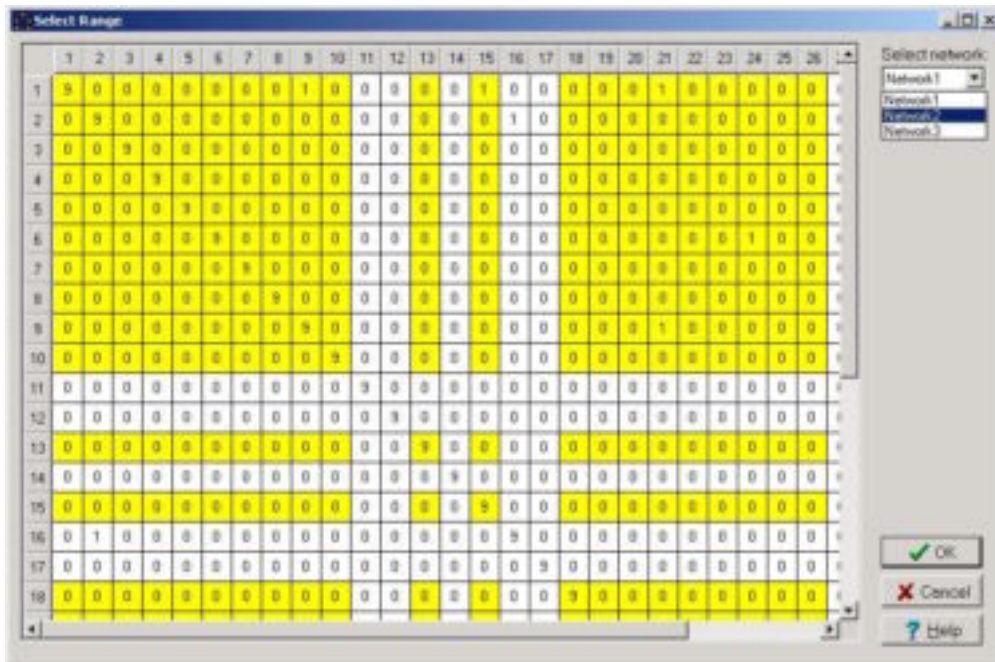 Select Range
Select network:
Network1
Network1
Network2
Network3
1 2 3 4 5 6 7 8 9 10 11 12 13 14 15 16 17 18 19 20 21 22 23 24 25 26
1 9 0 0 0 0 0 0 0 1 0 0 0 0 0 1 0 0 0 0 0 1 0 0 0 0 0
2 0 9 0 0 0 0 0 0 0 0 0 0 0 0 0 1 0 0 0 0 0 0 0 0 0 0
3 0 0 9 0 0 0 0 0 0 0 0 0 0 0 0 0 0 0 0 0 0 0 0 0 0 0
4 0 0 0 9 0 0 0 0 0 0 0 0 0 0 0 0 0 0 0 0 0 0 0 0 0 0
5 0 0 0 0 9 0 0 0 0 0 0 0 0 0 0 0 0 0 0 0 0 0 0 0 0 0
6 0 0 0 0 0 9 0 0 0 0 0 0 0 0 0 0 0 0 0 0 0 0 0 1 0 0
7 0 0 0 0 0 0 9 0 0 0 0 0 0 0 0 0 0 0 0 0 0 0 0 0 0 0
8 0 0 0 0 0 0 0 9 0 0 0 0 0 0 0 0 0 0 0 0 0 0 0 0 0 0
9 0 0 0 0 0 0 0 0 9 0 0 0 0 0 0 0 0 0 0 0 1 0 0 0 0 0
10 0 0 0 0 0 0 0 0 0 9 0 0 0 0 0 0 0 0 0 0 0 0 0 0 0 0
11 0 0 0 0 0 0 0 0 0 0 9 0 0 0 0 0 0 0 0 0 0 0 0 0 0 0
12 0 0 0 0 0 0 0 0 0 0 0 9 0 0 0 0 0 0 0 0 0 0 0 0 0 0
13 0 0 0 0 0 0 0 0 0 0 0 0 9 0 0 0 0 0 0 0 0 0 0 0 0 0
14 0 0 0 0 0 0 0 0 0 0 0 0 0 9 0 0 0 0 0 0 0 0 0 0 0 0
15 0 0 0 0 0 0 0 0 0 0 0 0 0 0 9 0 0 0 0 0 0 0 0 0 0 0
16 0 1 0 0 0 0 0 0 0 0 0 0 0 0 0 9 0 0 0 0 0 0 0 0 0 0
17 0 0 0 0 0 0 0 0 0 0 0 0 0 0 0 0 9 0 0 0 0 0 0 0 0 0
18 0 0 0 0 0 0 0 0 0 0 0 0 0 0 0 0 0 9 0 0 0 0 0 0 0 0
OK
Cancel
Help